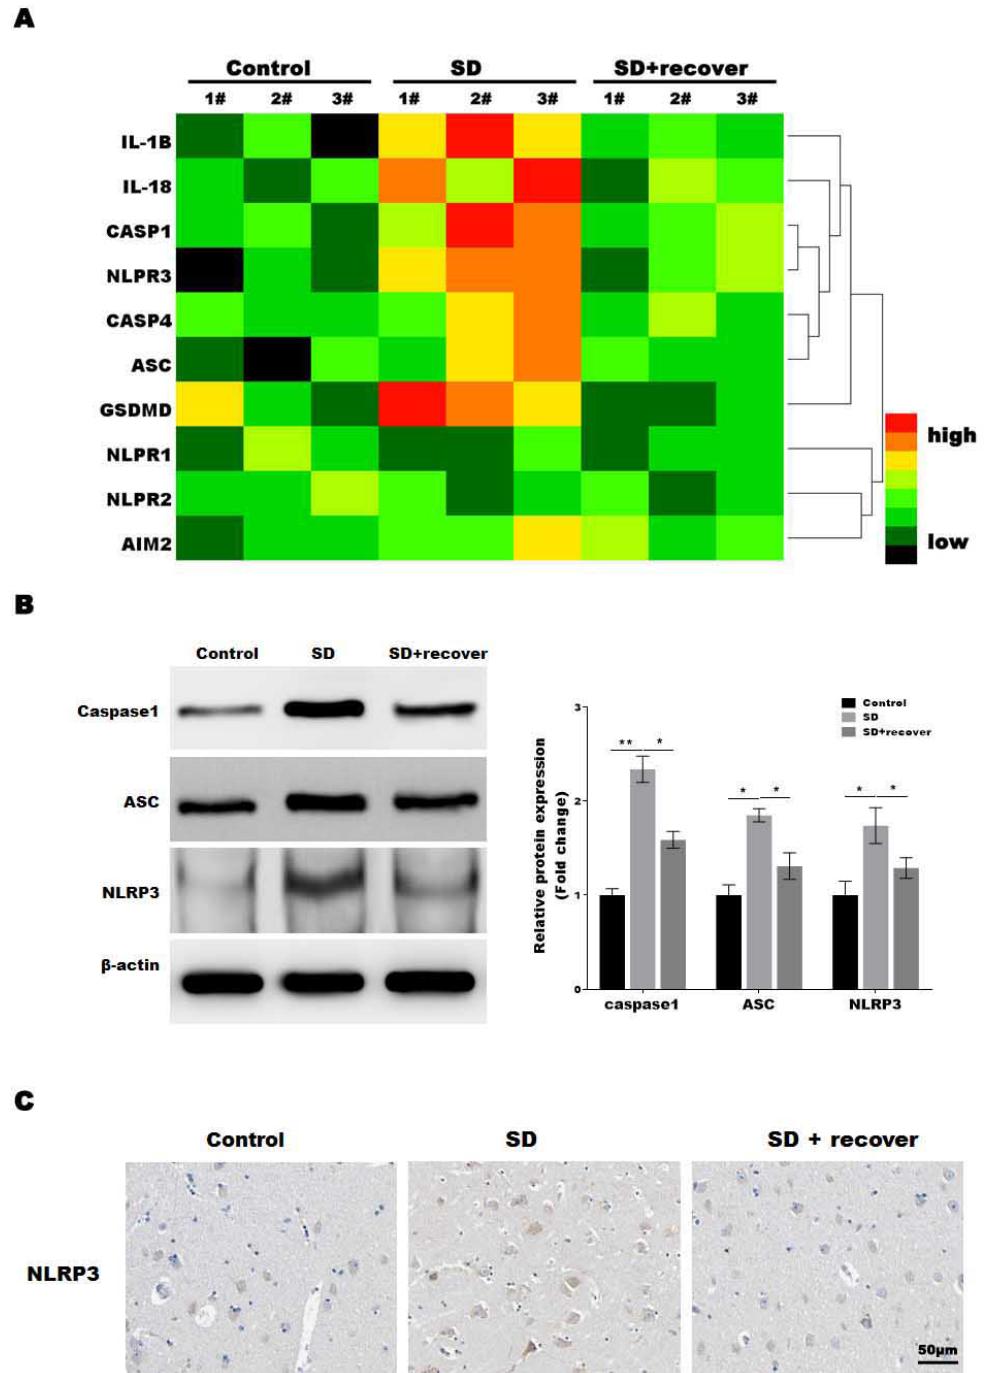 A
Control SD SD+recover
1# 2# 3# 1# 2# 3# 1# 2# 3#
IL-1B
IL-18
CASP1
NLPR3
CASP4
ASC
GSDMD
NLPR1
NLPR2
AIM2
high
low
B
Control SD SD+recover
Caspase1
ASC
NLRP3
β-actin
Relative protein expression
(Fold change)
3
2
1
0
Control
SD
SD+recover
** * * * * *
caspase1 ASC NLRP3
C
Control SD SD + recover
NLRP3
50μm